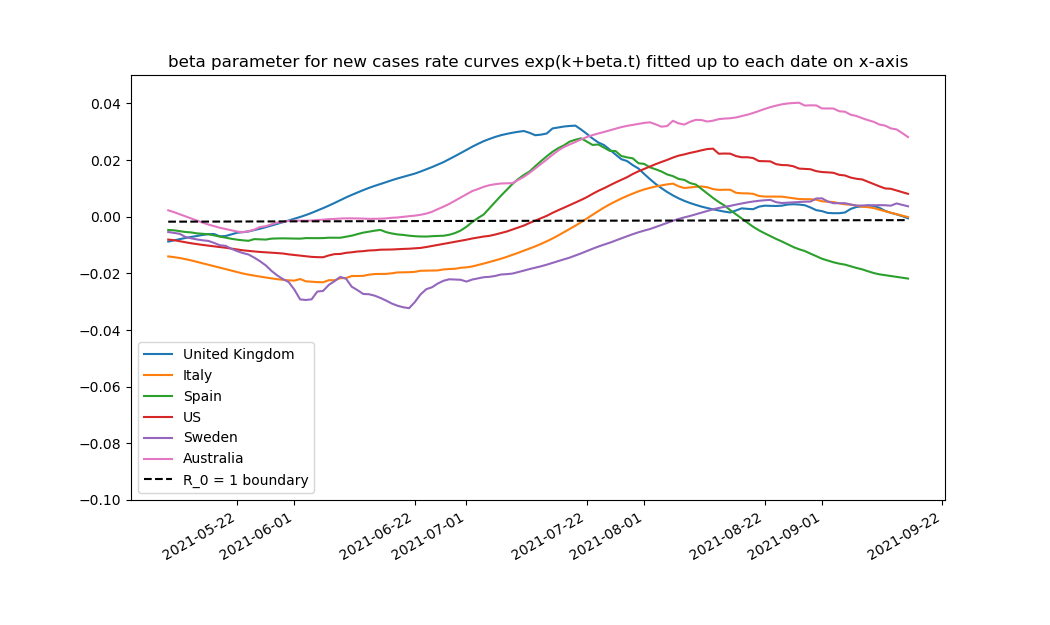 beta parameter for new cases rate curves exp(k+beta.t) fitted up to each date on x-axis
0.04
0.02
0.00
−0.02
−0.04
−0.06
−0.08
−0.10
United Kingdom
Italy
Spain
US
Sweden
Australia
R_0 = 1 boundary
2021-05-22
2021-06-01
2021-06-22
2021-07-01
2021-07-22
2021-08-01
2021-08-22
2021-09-01
2021-09-22